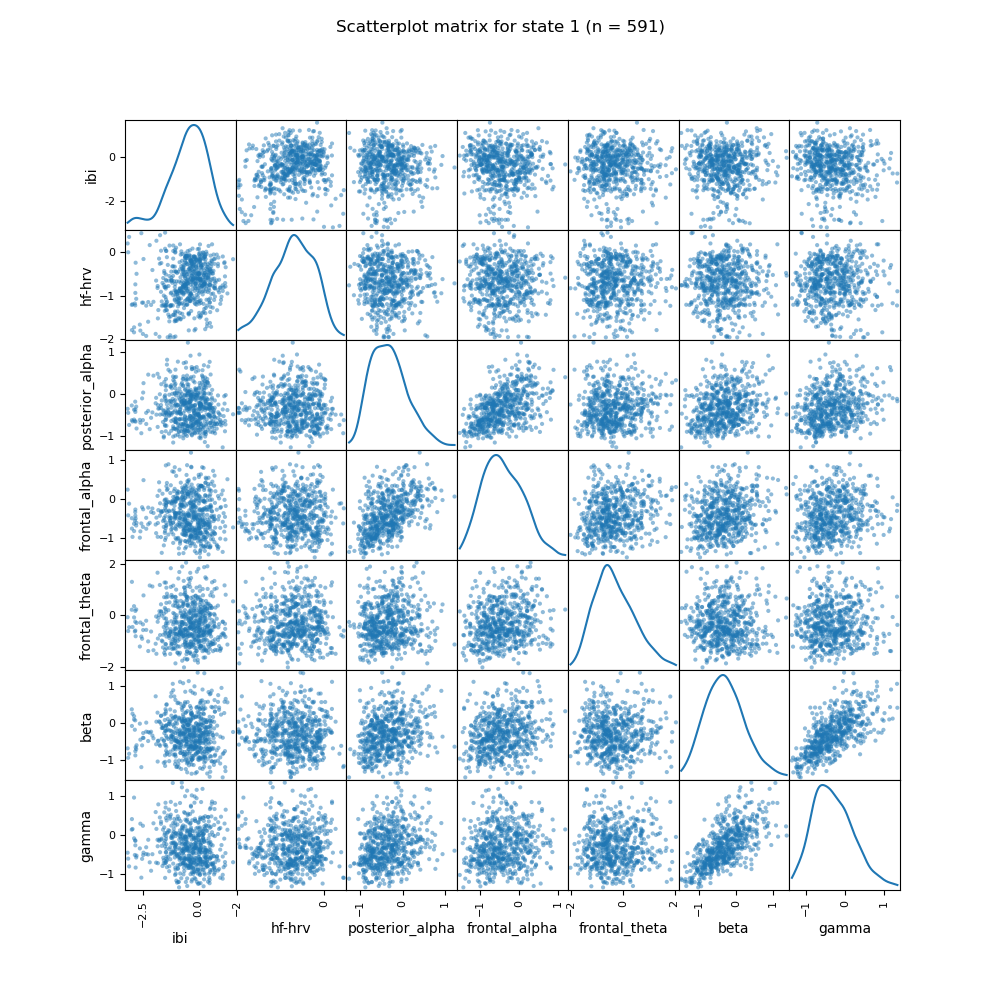 Scatterplot matrix for state 1 (n = 591)
ibi
0
−2
hf-hrv
0
−1
−2
posterior_alpha
1
0
−1
frontal_alpha
1
0
−1
frontal_theta
2
0
−2
beta
1
0
−1
gamma
1
0
−1
−2.5 0.0 −2 0 −1 0 1 −1 0 1 −2 0 2 −1 0 1 −1 0 1
ibi hf-hrv posterior_alpha frontal_alpha frontal_theta beta gamma